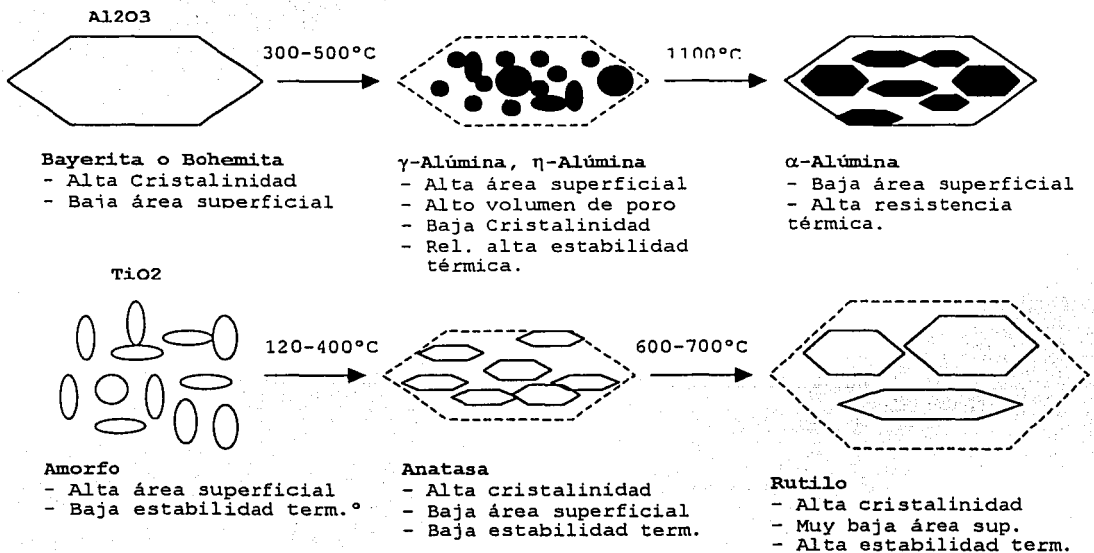 Al2O3
300-500°C
1100°C
Bayerita o Bohemita
- Alta Cristalinidad
- Baja área superficial
γ-Alúmina, η-Alúmina
- Alta área superficial
- Alto volumen de poro
- Baja Cristalinidad
- Rel. alta estabilidad
térmica.
α-Alúmina
- Baja área superficial
- Alta resistencia
térmica.
TiO2
120-400°C
600-700°C
Amorfo
- Alta área superficial
- Baja estabilidad term.°
Anatasa
- Alta cristalinidad
- Baja área superficial
- Baja estabilidad term.
Rutilo
- Alta cristalinidad
- Muy baja área sup.
- Alta estabilidad term.